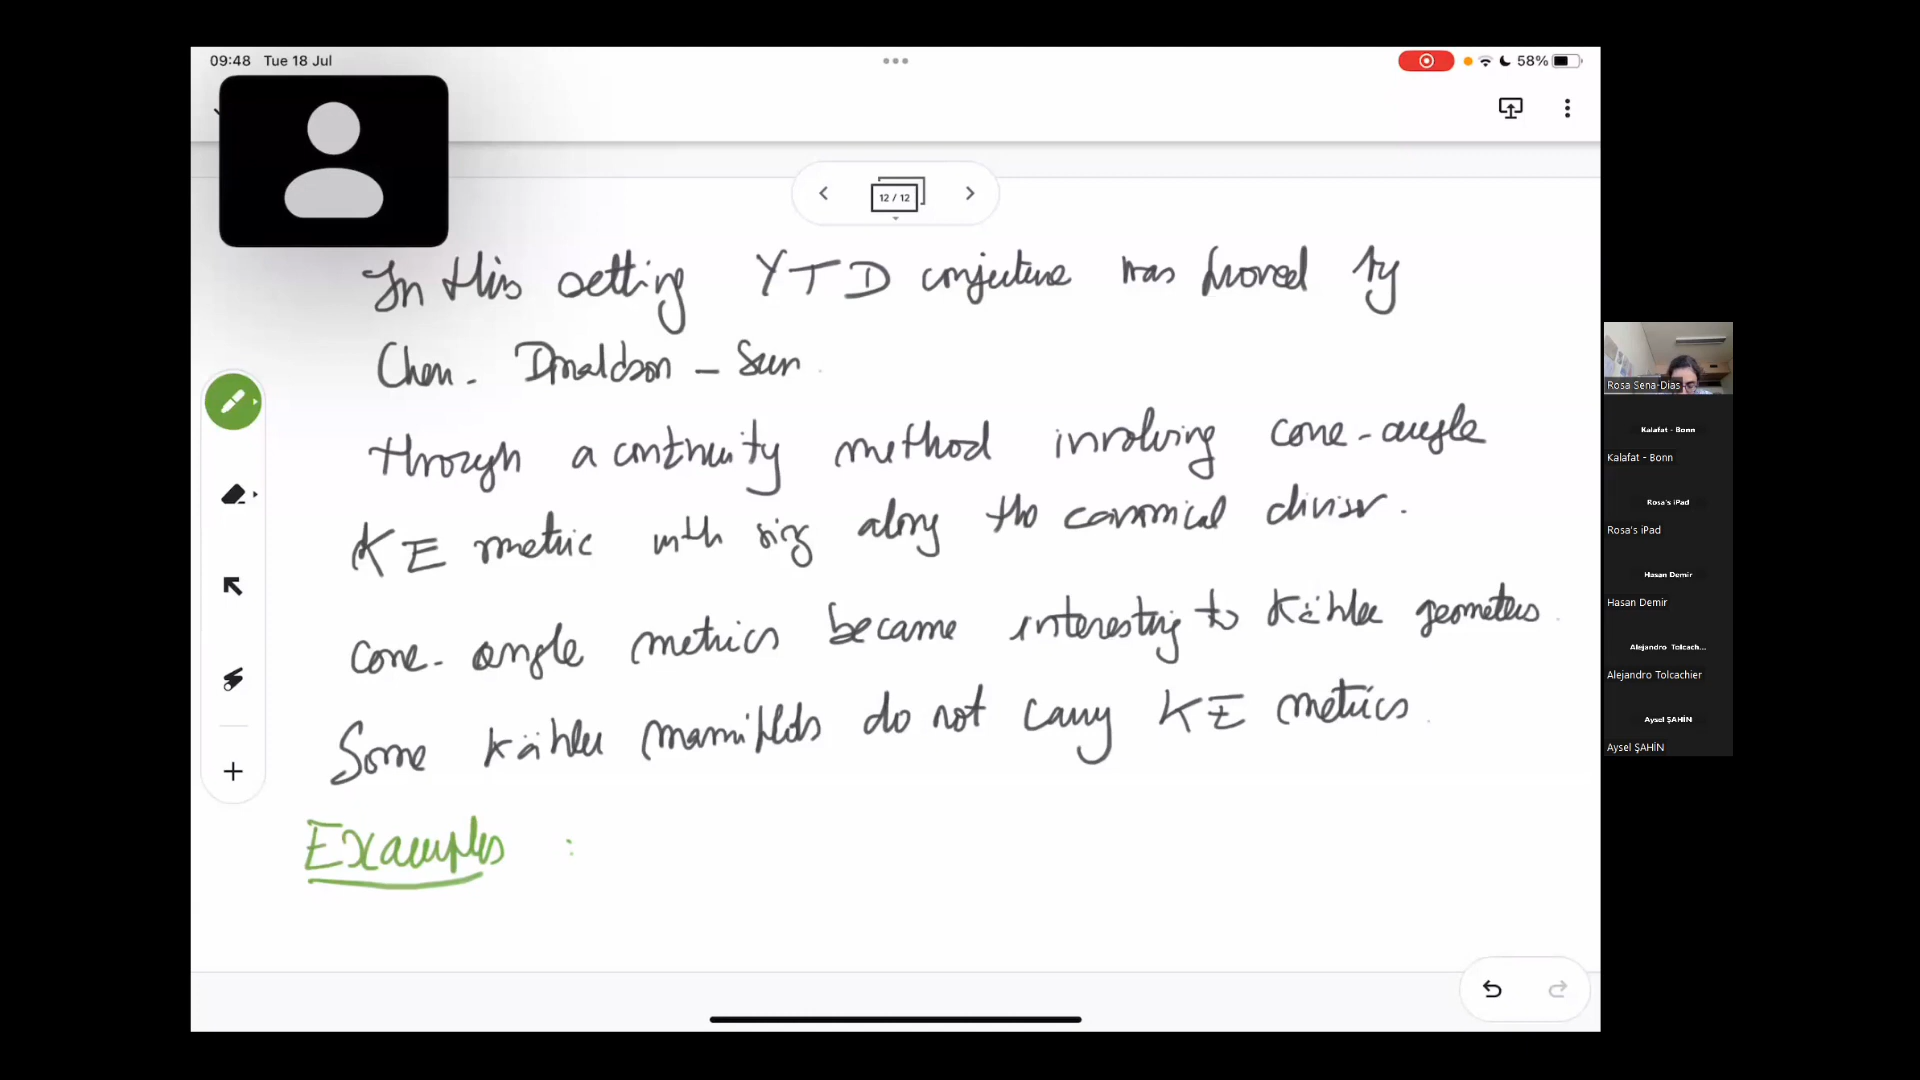 09:48 Tue 18 Jul
58%
12 / 12
In this setting YTD conjecture was proved by
Chen - Donaldson - Sun.
through a continuity method involving cone-angle
KE metric with sing along the canonical divisor.
cone-angle metrics became interesting to Kähler geometers.
Some Kähler manifolds do not carry KE metrics.
Examples :
Rosa Sena-Dias
Kalafat - Bonn
Kalafat - Bonn
Rosa's iPad
Rosa's iPad
Hasan Demir
Hasan Demir
Alejandro Tolcach...
Alejandro Tolcachier
Aysel ŞAHİN
Aysel ŞAHİN